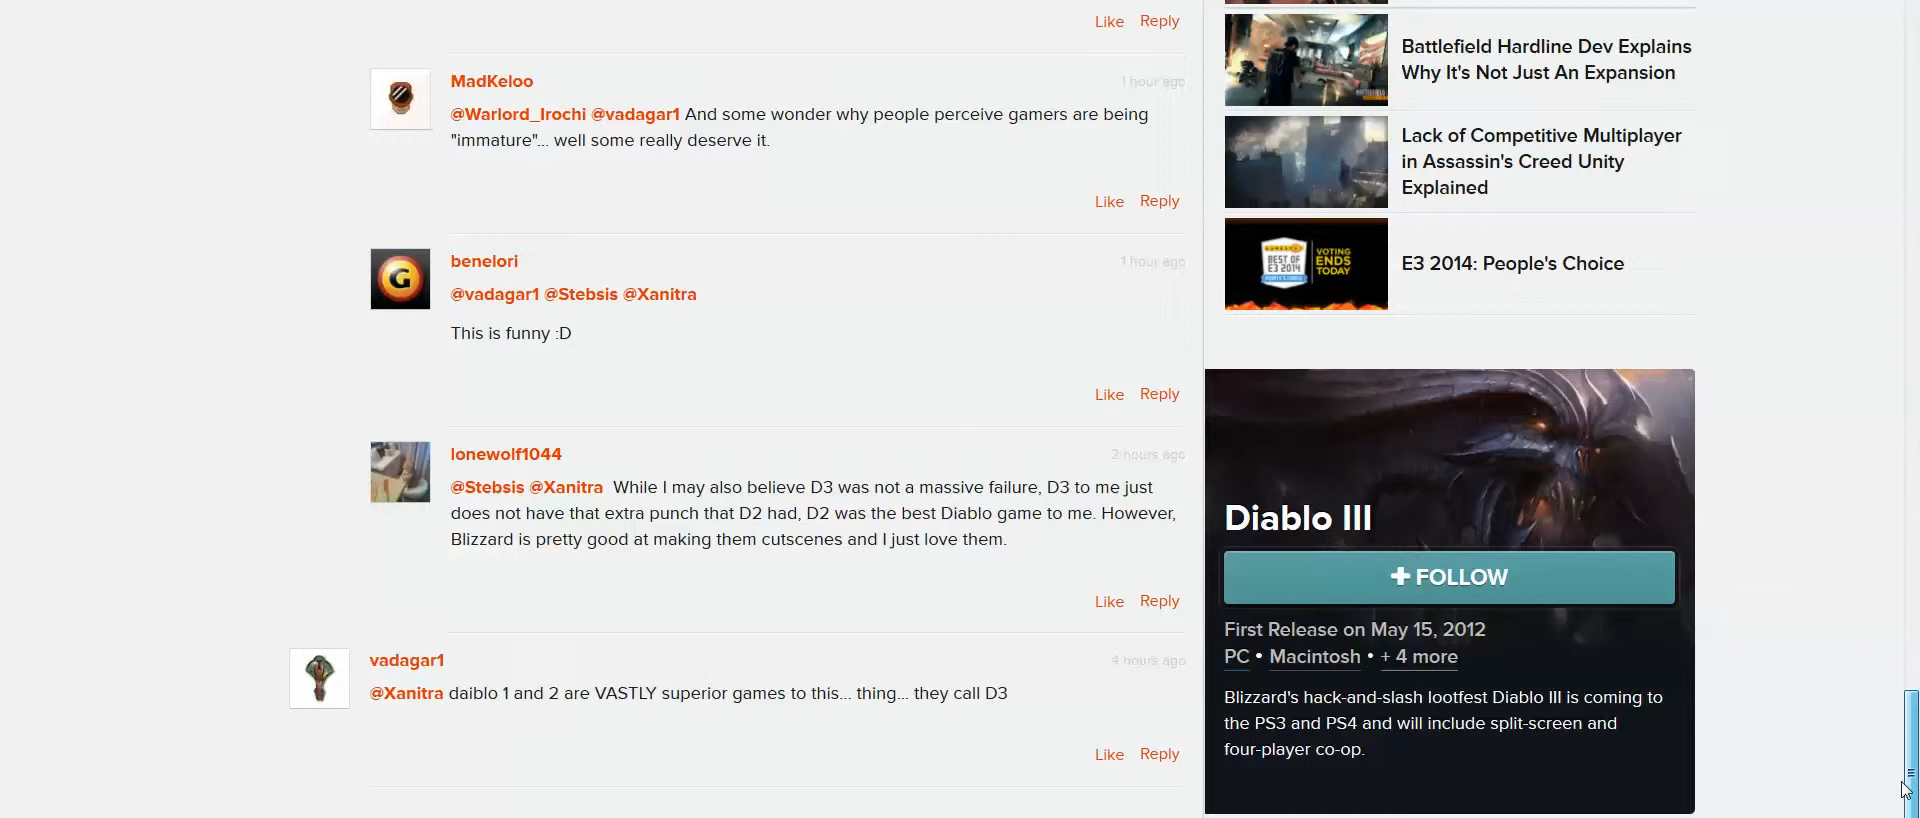 Like Reply
MadKeloo
1 hour ago
@Warlord_Irochi @vadagar1 And some wonder why people perceive gamers are being
"immature"... well some really deserve it.
Like Reply
G
benelori
1 hour ago
@vadagar1 @Stebsis @Xanitra
This is funny :D
Like Reply
lonewolf1044
2 hours ago
@Stebsis @Xanitra While I may also believe D3 was not a massive failure, D3 to me just
does not have that extra punch that D2 had, D2 was the best Diablo game to me. However,
Blizzard is pretty good at making them cutscenes and I just love them.
Like Reply
vadagar1
4 hours ago
@Xanitra daiblo 1 and 2 are VASTLY superior games to this... thing... they call D3
Like Reply
Battlefield Hardline Dev Explains
Why It's Not Just An Expansion
Lack of Competitive Multiplayer
in Assassin's Creed Unity
Explained
BEST OF
E3 2014
VOTING
ENDS
TODAY
E3 2014: People's Choice
Diablo III
+ FOLLOW
First Release on May 15, 2012
PC • Macintosh • + 4 more
Blizzard's hack-and-slash lootfest Diablo III is coming to
the PS3 and PS4 and will include split-screen and
four-player co-op.